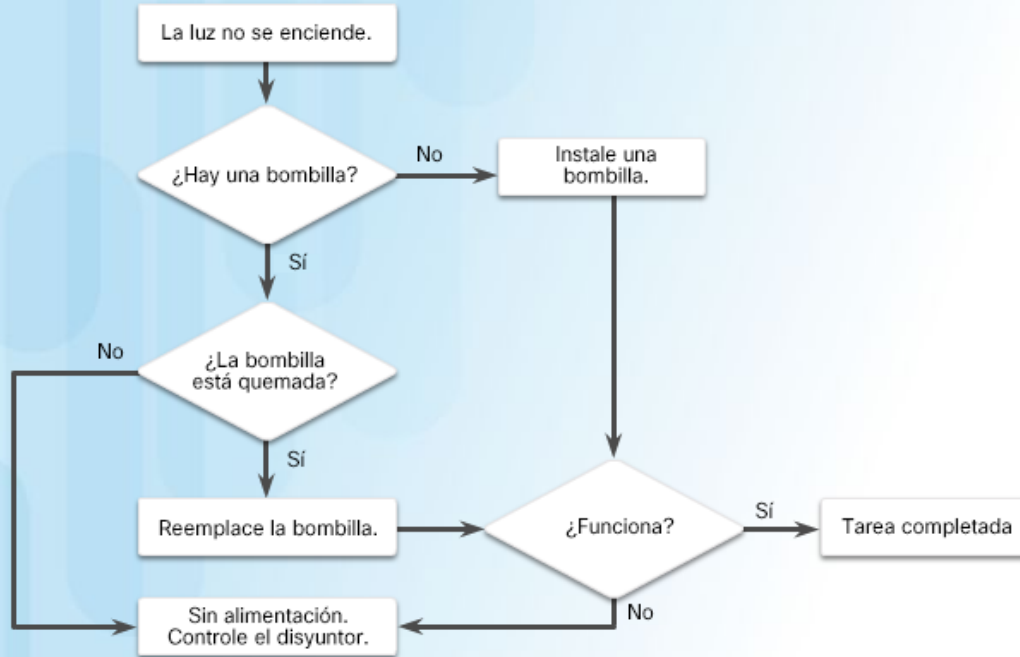 La luz no se enciende.
¿Hay una bombilla?
No
Instale una
bombilla.
Sí
No
¿La bombilla
está quemada?
Sí
Reemplace la bombilla.
¿Funciona?
Sí
Tarea completada
No
Sin alimentación.
Controle el disyuntor.